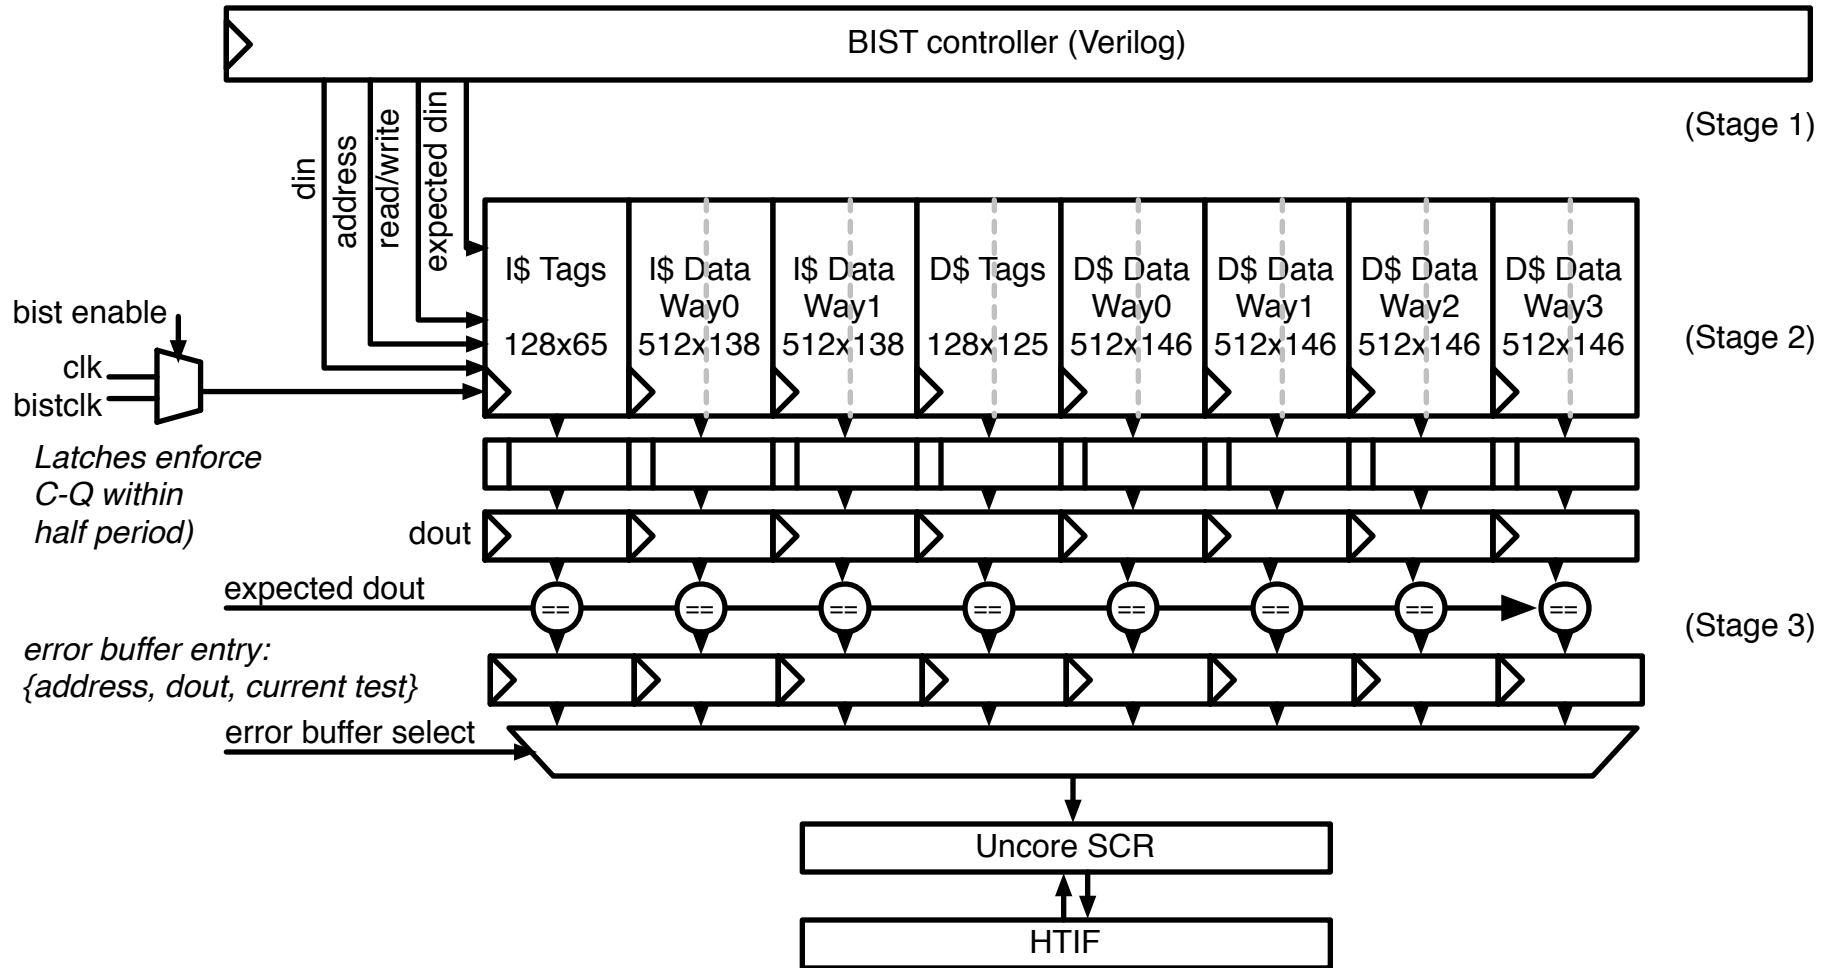 BIST controller (Verilog)
(Stage 1)
din
address
read/write
expected din
I$ Tags
128x65
I$ Data
Way0
512x138
I$ Data
Way1
512x138
D$ Tags
128x125
D$ Data
Way0
512x146
D$ Data
Way1
512x146
D$ Data
Way2
512x146
D$ Data
Way3
512x146
(Stage 2)
bist enable
clk
bistclk
Latches enforce
C-Q within
half period)
dout
expected dout
== == == == == == == ==
(Stage 3)
error buffer entry:
{address, dout, current test}
error buffer select
Uncore SCR
HTIF